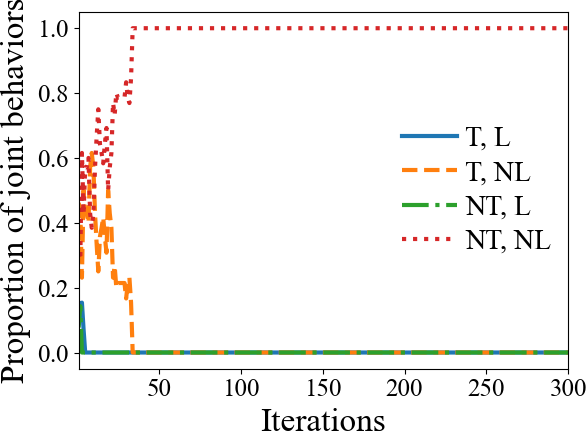 Proportion of joint behaviors
1.0
0.8
0.6
0.4
0.2
0.0
T, L
T, NL
NT, L
NT, NL
50 100 150 200 250 300
Iterations